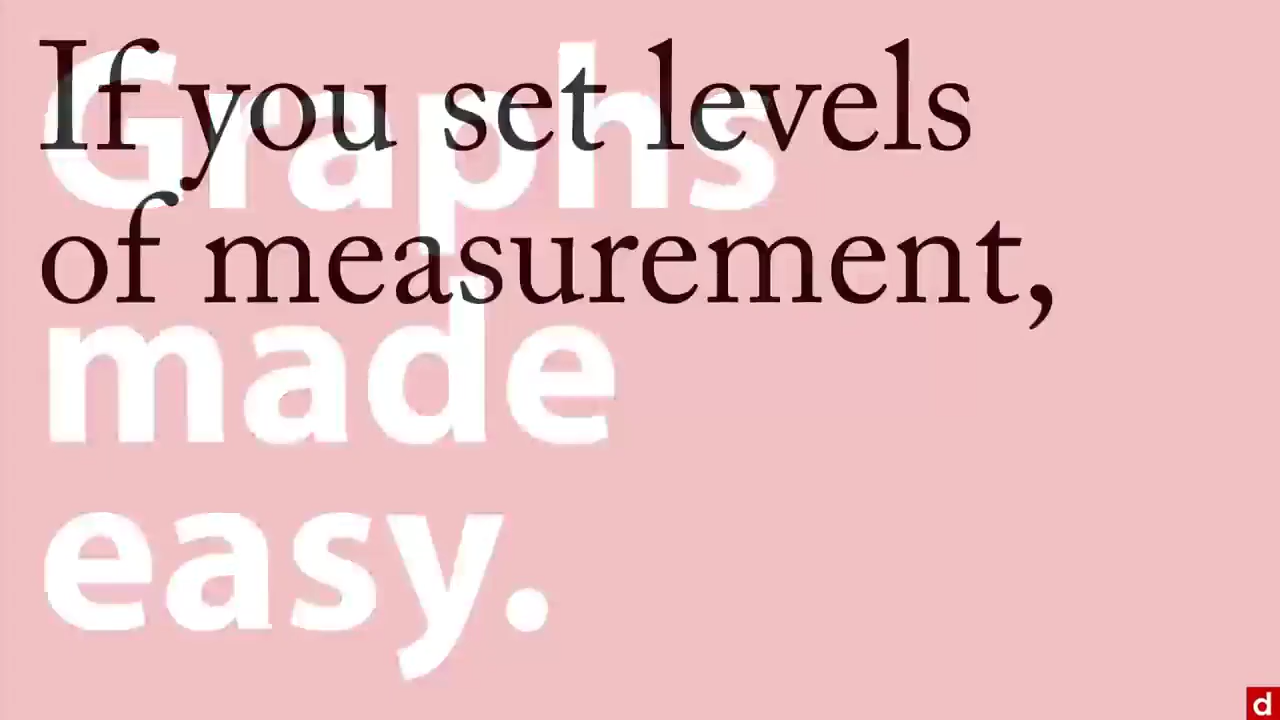 If you set levels
of measurement,
Graphs
made
easy.
d